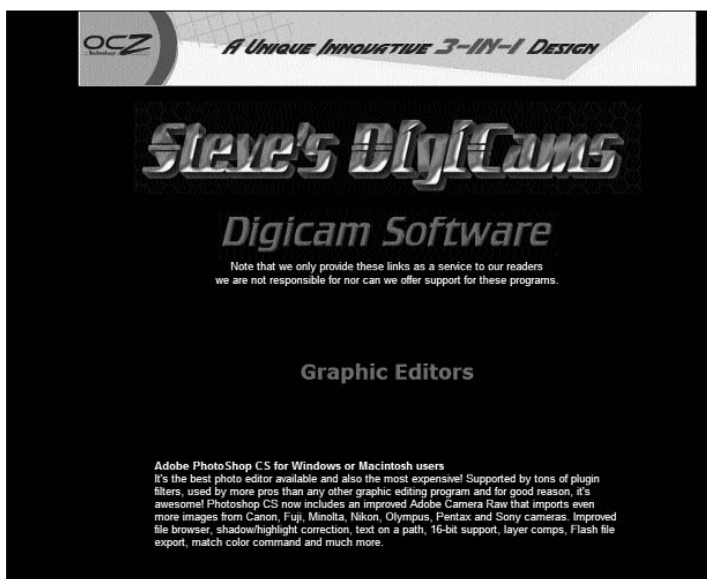 OCZ
Technology
A Unique Innovative 3-IN-1 Design
Steve's DigiCams
Digicam Software
Note that we only provide these links as a service to our readers
we are not responsible for nor can we offer support for these programs.
Graphic Editors
Adobe PhotoShop CS for Windows or Macintosh users
It's the best photo editor available and also the most expensive! Supported by tons of plugin
filters, used by more pros than any other graphic editing program and for good reason, it's
awesome! Photoshop CS now includes an improved Adobe Camera Raw that imports even
more images from Canon, Fuji, Minolta, Nikon, Olympus, Pentax and Sony cameras. Improved
file browser, shadow/highlight correction, text on a path, 16-bit support, layer comps, Flash file
export, match color command and much more.